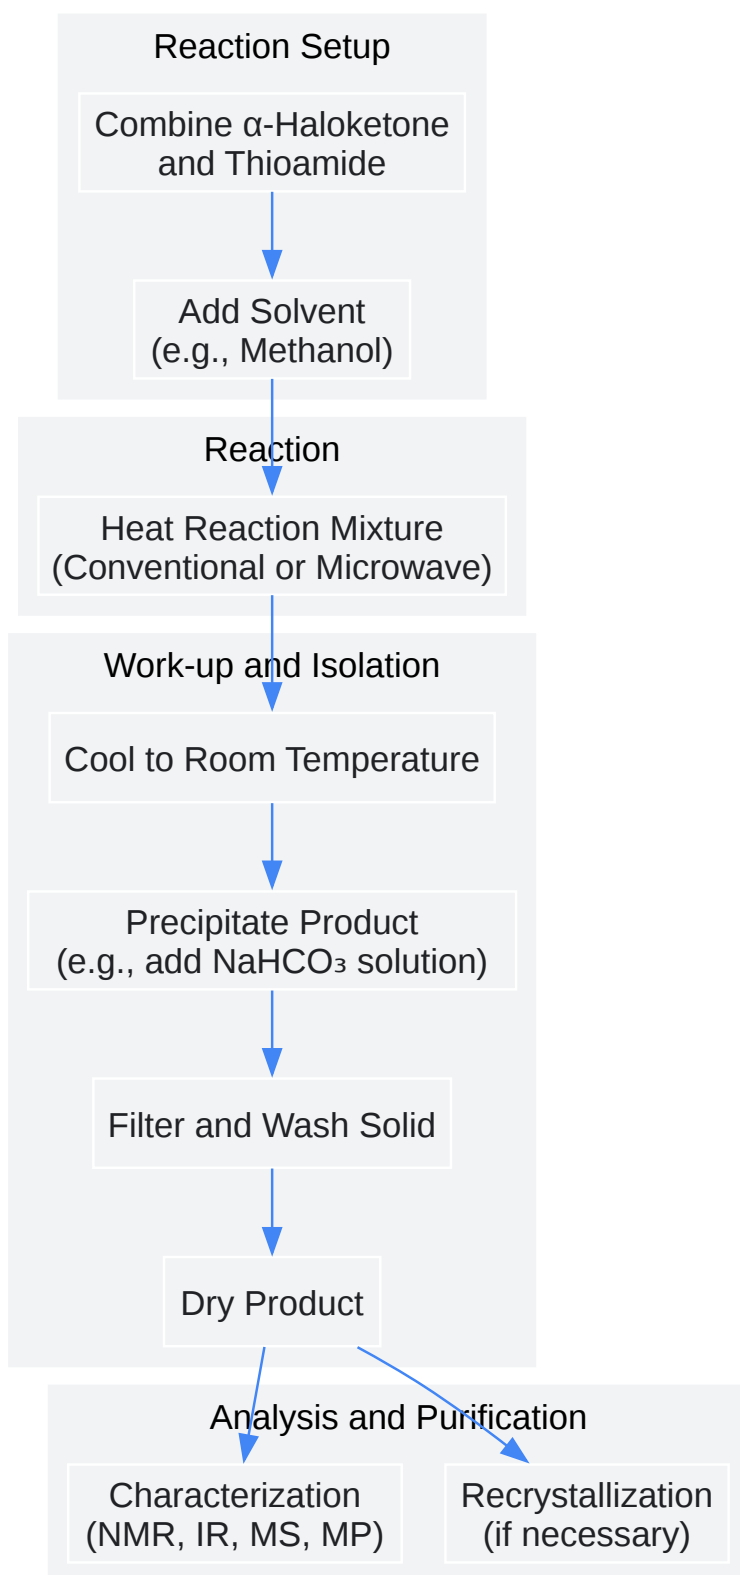 Reaction Setup
Combine α-Haloketone
and Thioamide
Add Solvent
(e.g., Methanol)
Reaction
Heat Reaction Mixture
(Conventional or Microwave)
Work-up and Isolation
Cool to Room Temperature
Precipitate Product
(e.g., add NaHCO₃ solution)
Filter and Wash Solid
Dry Product
Analysis and Purification
Characterization
(NMR, IR, MS, MP)
Recrystallization
(if necessary)